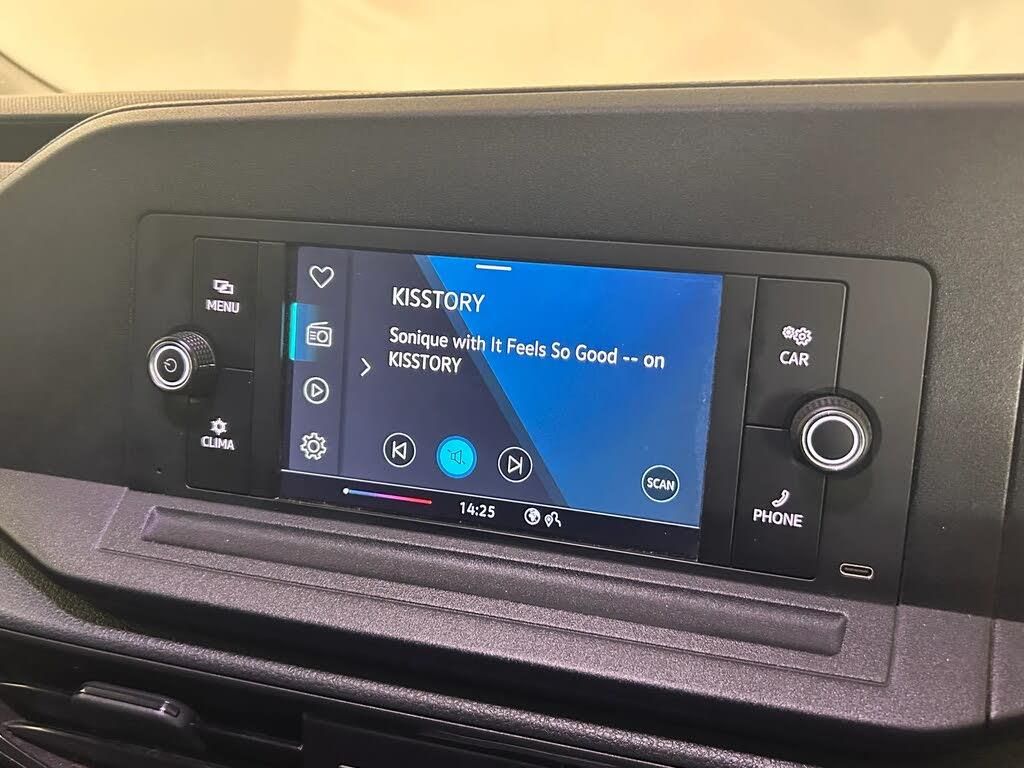 MENU
CLIMA
KISSTORY
Sonique with It Feels So Good -- on
KISSTORY
SCAN
14:25
CAR
PHONE